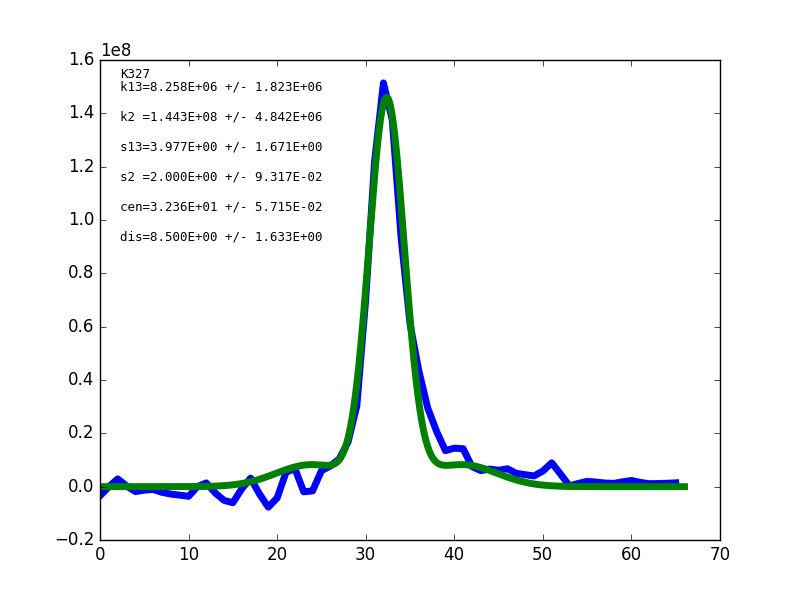 1e8
K327
k13=8.258E+06 +/- 1.823E+06
k2 =1.443E+08 +/- 4.842E+06
s13=3.977E+00 +/- 1.671E+00
s2 =2.000E+00 +/- 9.317E-02
cen=3.236E+01 +/- 5.715E-02
dis=8.500E+00 +/- 1.633E+00
1.6
1.4
1.2
1.0
0.8
0.6
0.4
0.2
0.0
−0.2
0 10 20 30 40 50 60 70